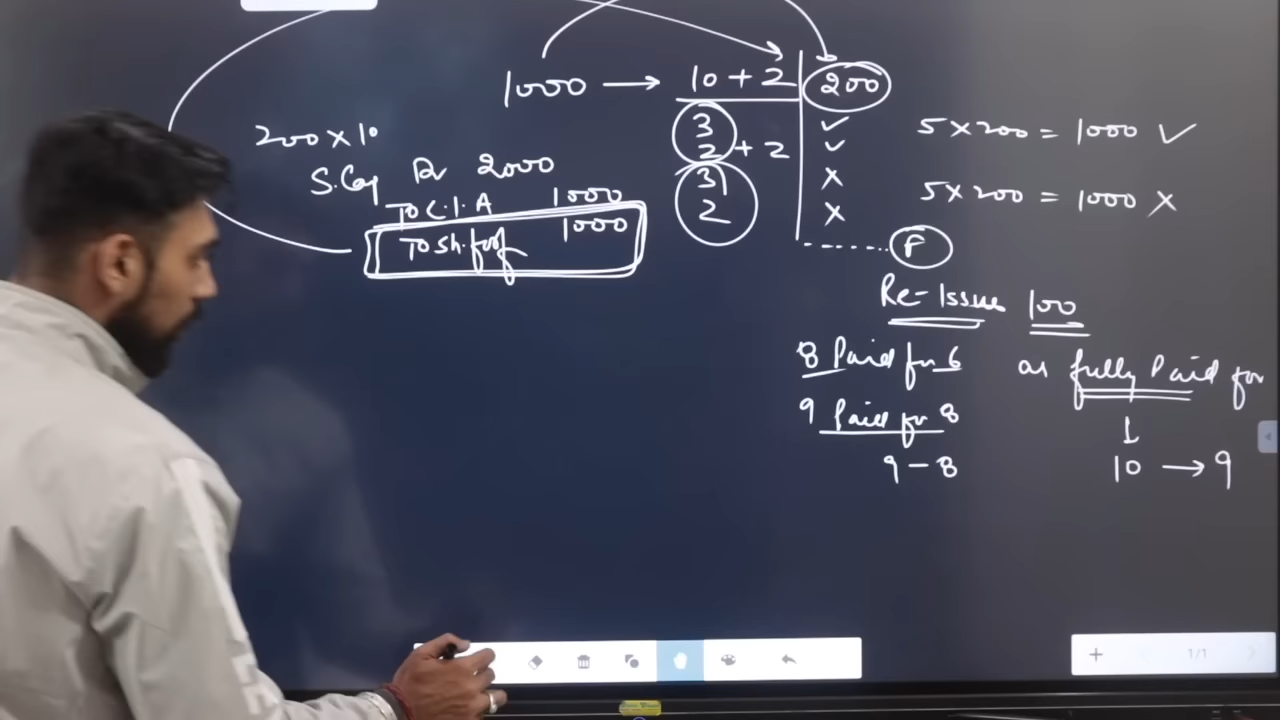 1000 → 10 + 2 200
3 ✓
2 + 2 ✓
3 x
2 x
F
5 x 200 = 1000 ✓
5 x 200 = 1000 x
200 x 10
S.Cap Dr 2000
To C.I.A 1000
To Sh. forf 1000
Re-Issue 100
8 Paid for 6
as fully Paid for
9 Paid for 8
9 - 8
10 → 9
1/1